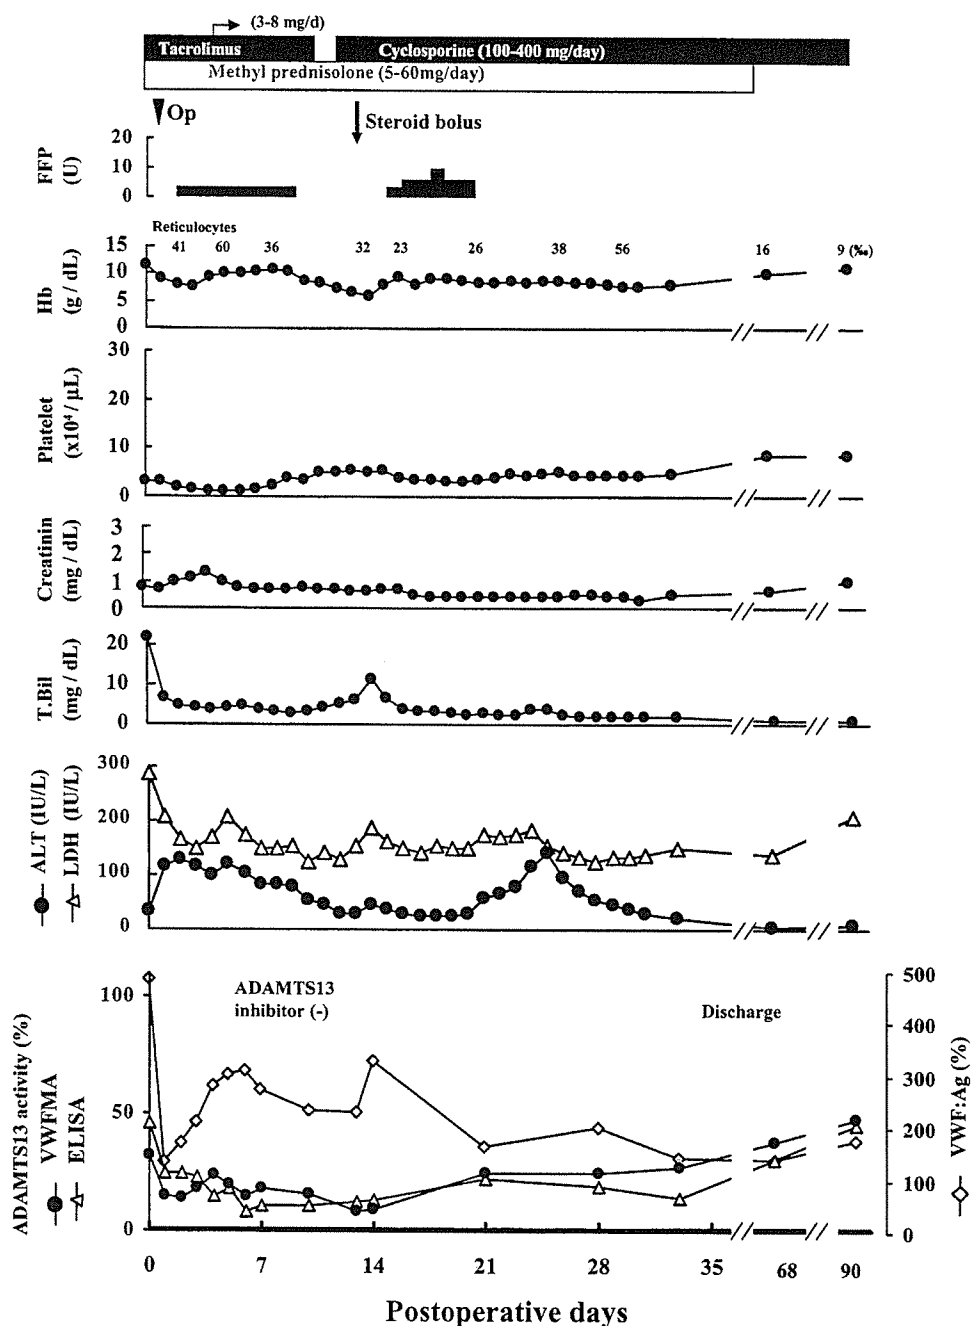 (3-8 mg/d)
Tacrolimus
Cyclosporine (100-400 mg/day)
Methyl prednisolone (5-60mg/day)
Op
Steroid bolus
FFP
(U)
20
10
0
Reticulocytes
41 60 36 32 23 26 38 56 16 9 (‰)
Hb
(g / dL)
15
10
5
0
Platelet
(x10⁴ / µL)
30
20
10
0
Creatinin
(mg / dL)
3
2
1
0
T.Bil
(mg / dL)
20
10
0
ALT (IU/L)
LDH (IU/L)
300
200
100
0
ADAMTS13 activity (%)
VWFMA
ELISA
100
50
0
ADAMTS13
inhibitor (-)
Discharge
500
400
300
200
100
0
VWF:Ag (%)
0 7 14 21 28 35 68 90
Postoperative days